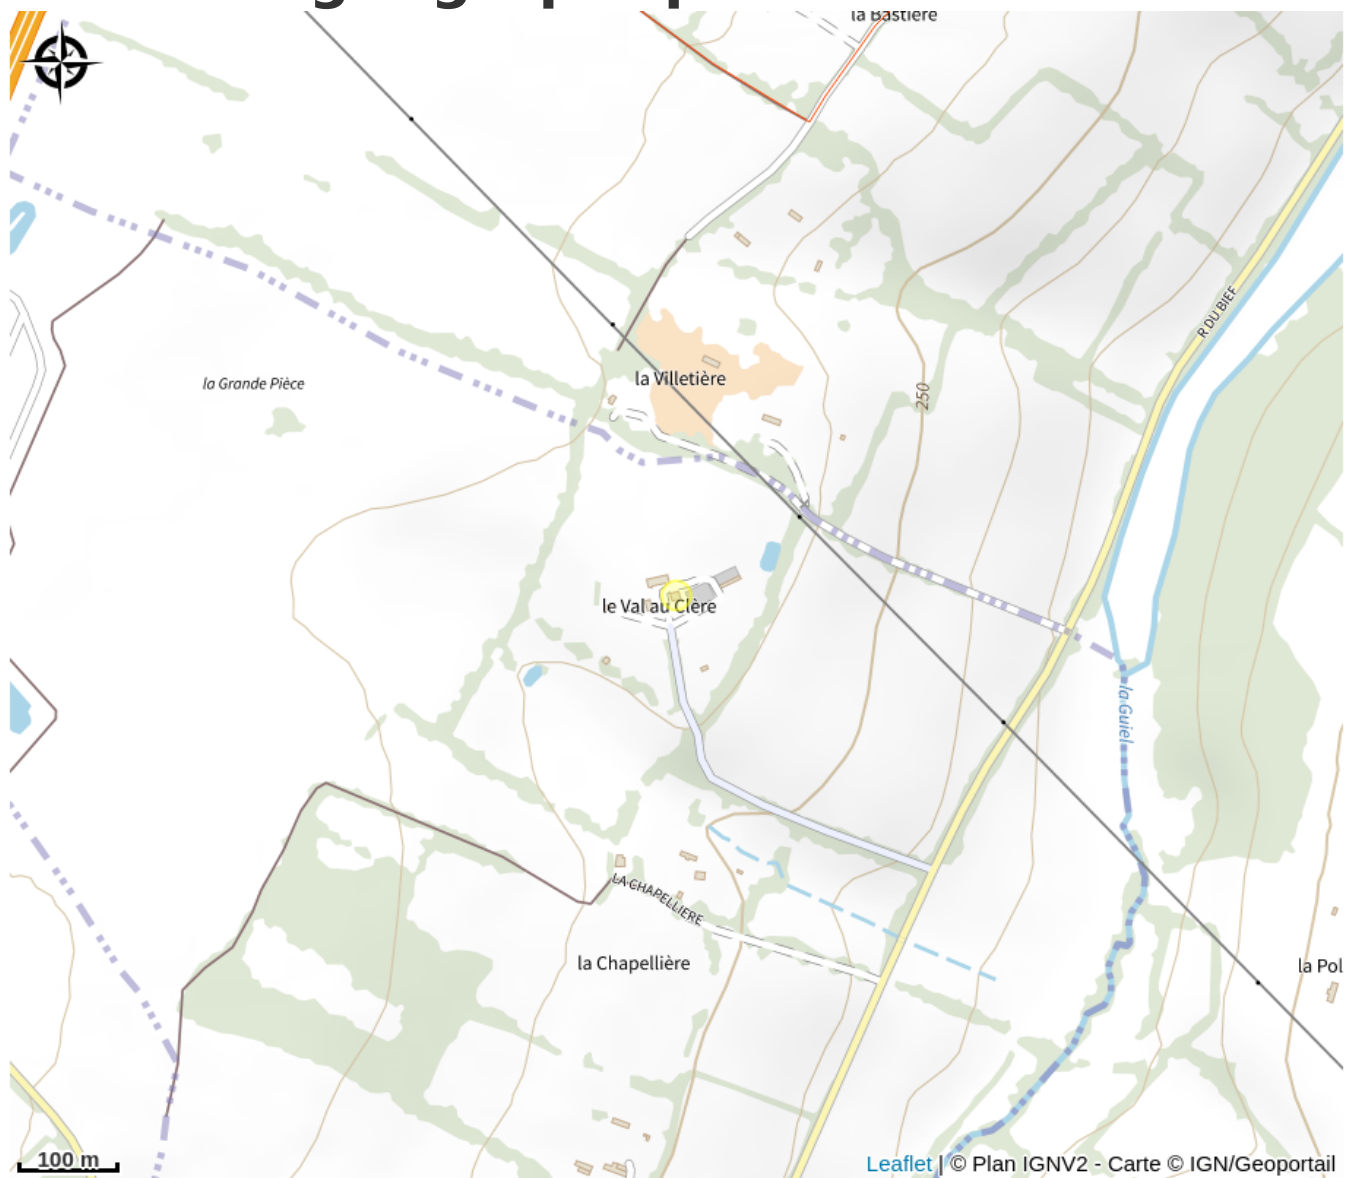 la Bastière
R DU BIEF
la Grande Pièce
la Villetière
250
le Val au Clère
la Guiel
LA CHAPELLIERE
la Chapellière
la Pol
100 m
Leaflet | © Plan IGNV2 - Carte © IGN/Geoportail